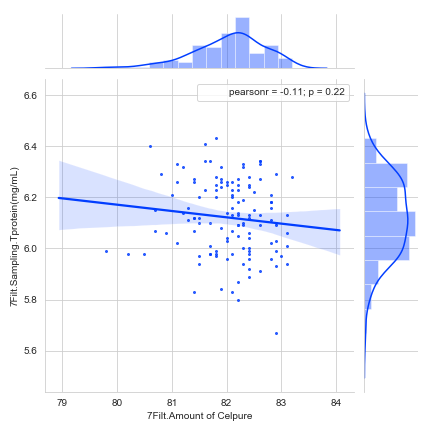 pearsonr = -0.11; p = 0.22
6.6
6.4
6.2
6.0
5.8
5.6
7Filt.Sampling.Tprotein(mg/mL)
79 80 81 82 83 84
7Filt.Amount of Celpure